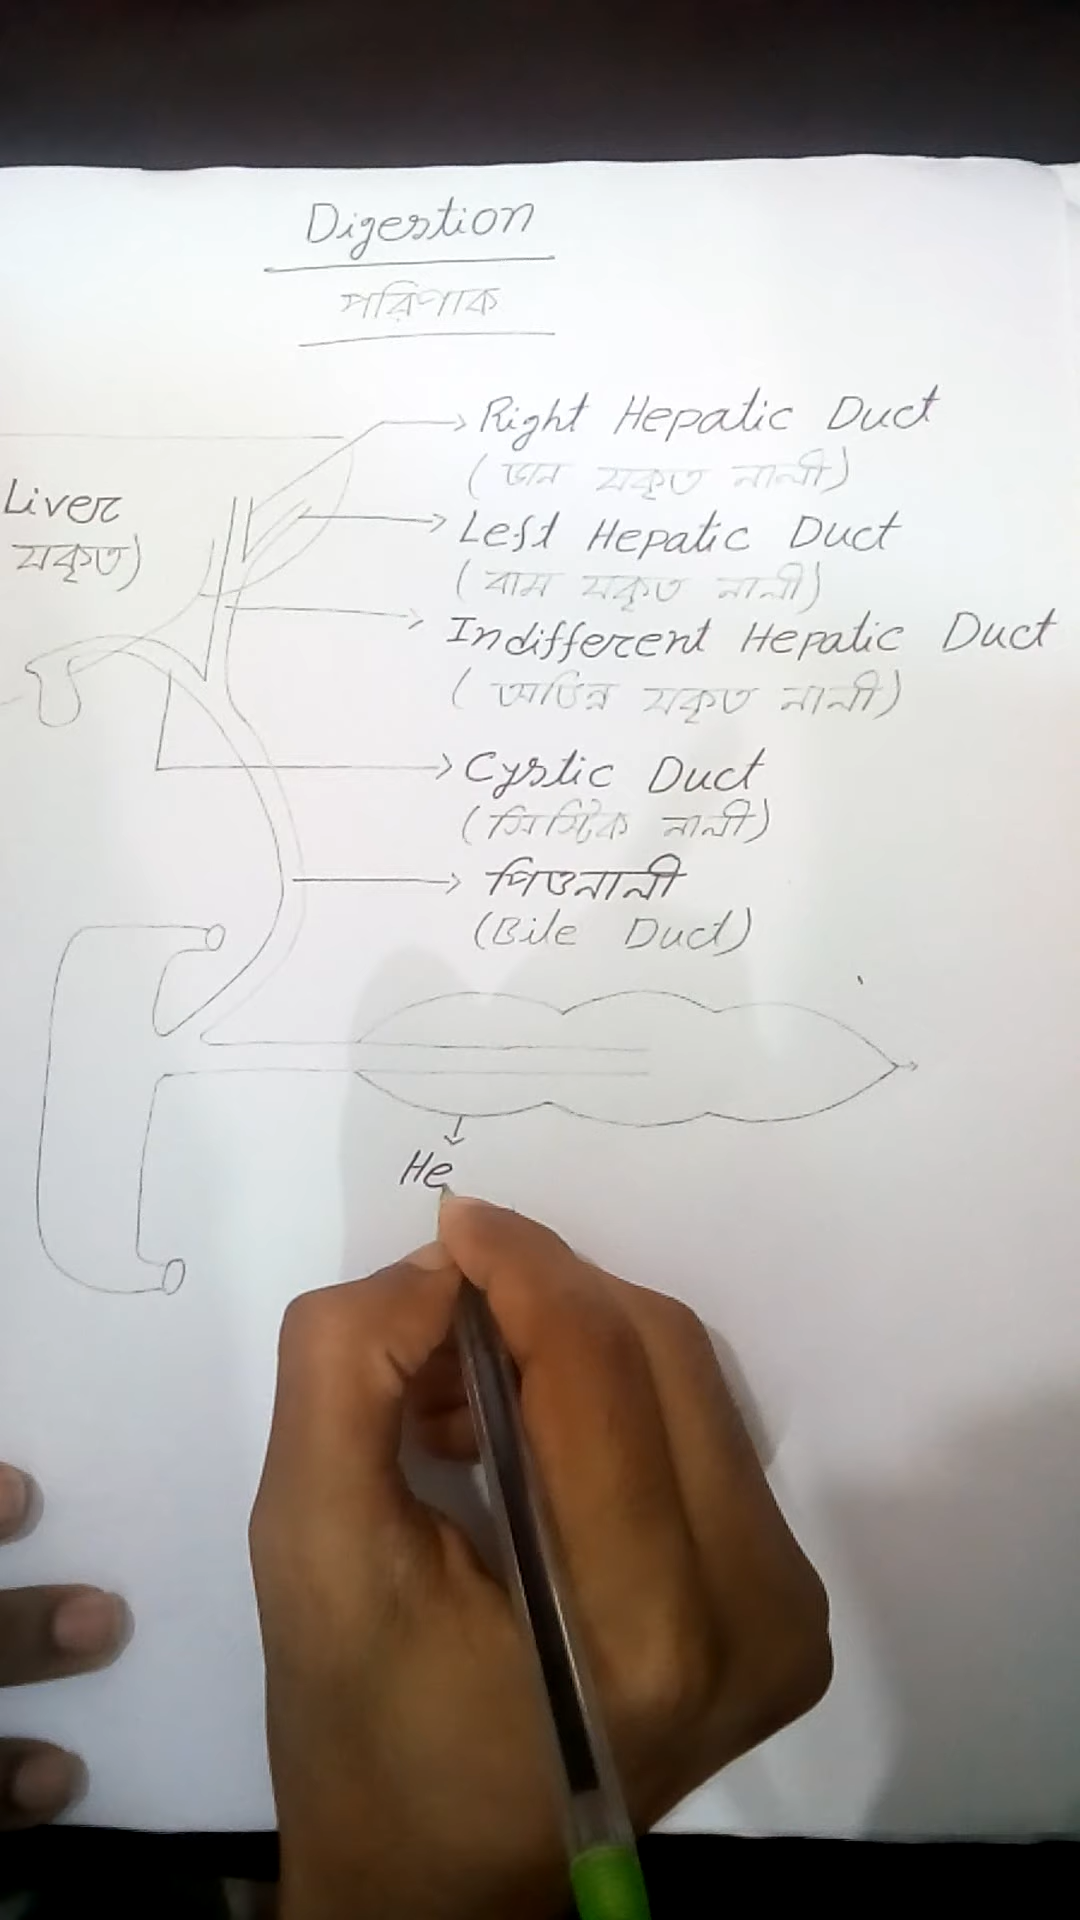 Digestion
পরিপাক
Right Hepatic Duct
(ডান যকৃত নালী)
Liver
যকৃত)
Left Hepatic Duct
(বাম যকৃত নালী)
Indifferent Hepatic Duct
(অভিন্ন যকৃত নালী)
Cystic Duct
(সিস্টিক নালী)
পিত্তনালী
(Bile Duct)
He